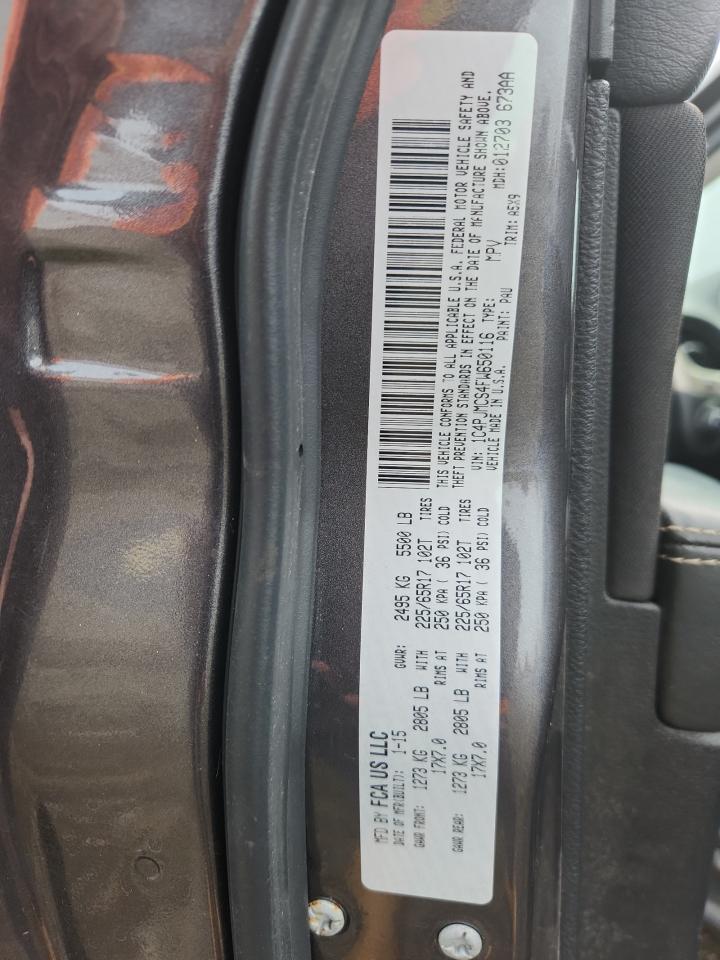 MFD BY FCA US LLC
DATE OF MFR(BUILT): 1-15 GVWR: 2495 KG 5500 LB
GAWR FRONT: 1273 KG 2805 LB WITH 225/65R17 102T TIRES
17X7.0 RIMS AT 250 KPA ( 36 PSI) COLD
GAWR REAR: 1273 KG 2805 LB WITH 225/65R17 102T TIRES
17X7.0 RIMS AT 250 KPA ( 36 PSI) COLD
THIS VEHICLE CONFORMS TO ALL APPLICABLE U.S.A. FEDERAL MOTOR VEHICLE SAFETY AND
THEFT PREVENTION STANDARDS IN EFFECT ON THE DATE OF MANUFACTURE SHOWN ABOVE.
VIN: 1C4PJMCS4FW650116 TYPE: MPV MDH:012703 673AA
VEHICLE MADE IN U.S.A. PAINT: PAU TRIM: A5X9